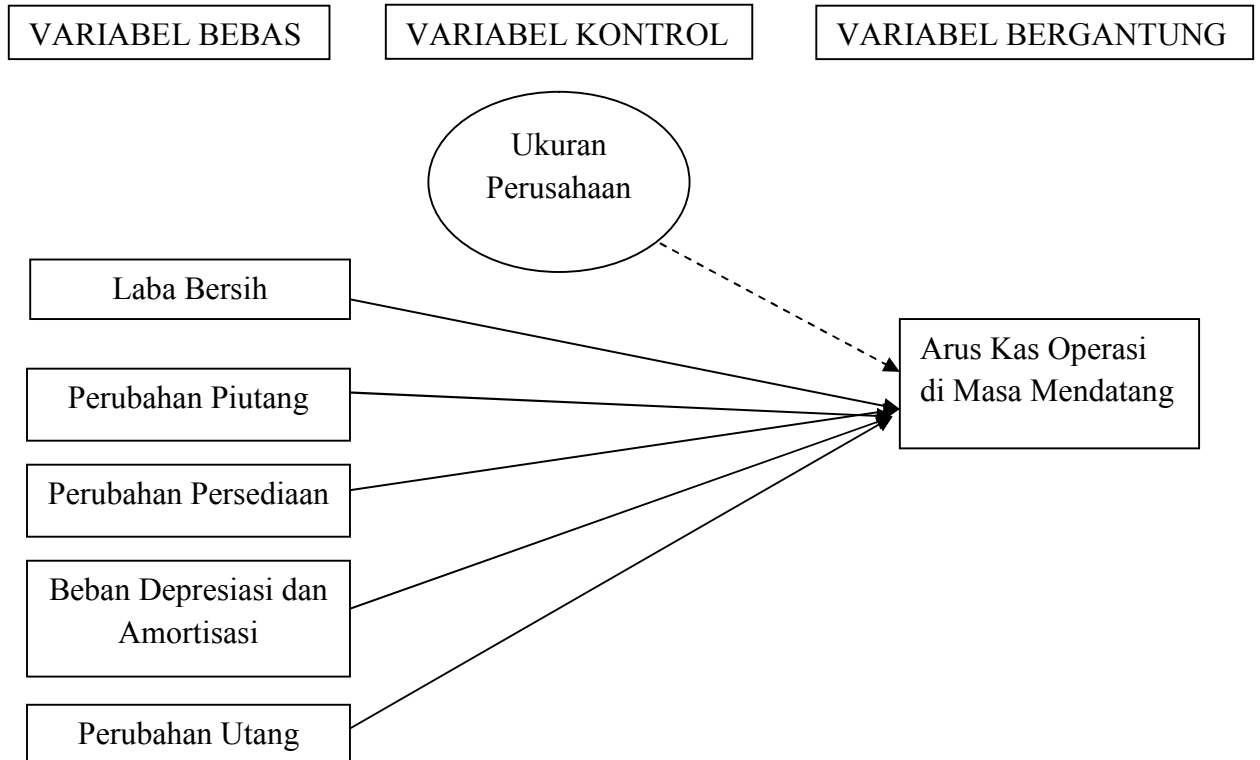 VARIABEL BEBAS
VARIABEL KONTROL
VARIABEL BERGANTUNG
Ukuran
Perusahaan
Laba Bersih
Perubahan Piutang
Perubahan Persediaan
Beban Depresiasi dan
Amortisasi
Perubahan Utang
Arus Kas Operasi
di Masa Mendatang